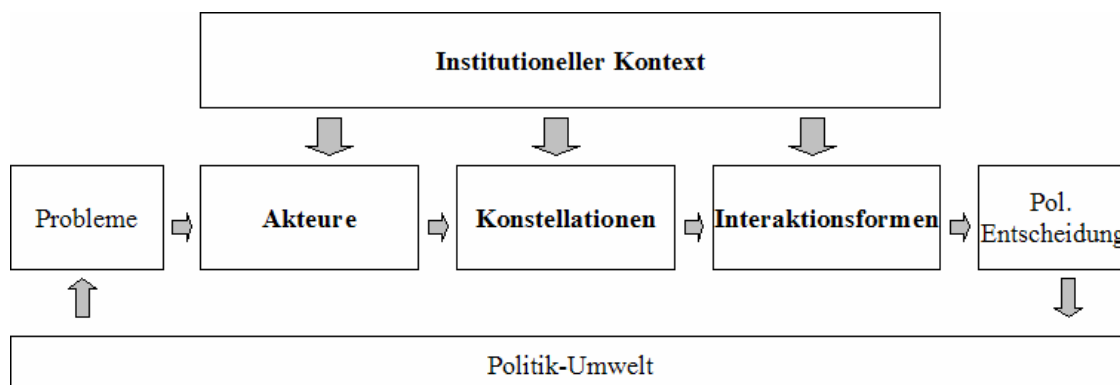 Institutioneller Kontext
Probleme
Akteure
Konstellationen
Interaktionsformen
Pol.
Entscheidung
Politik-Umwelt